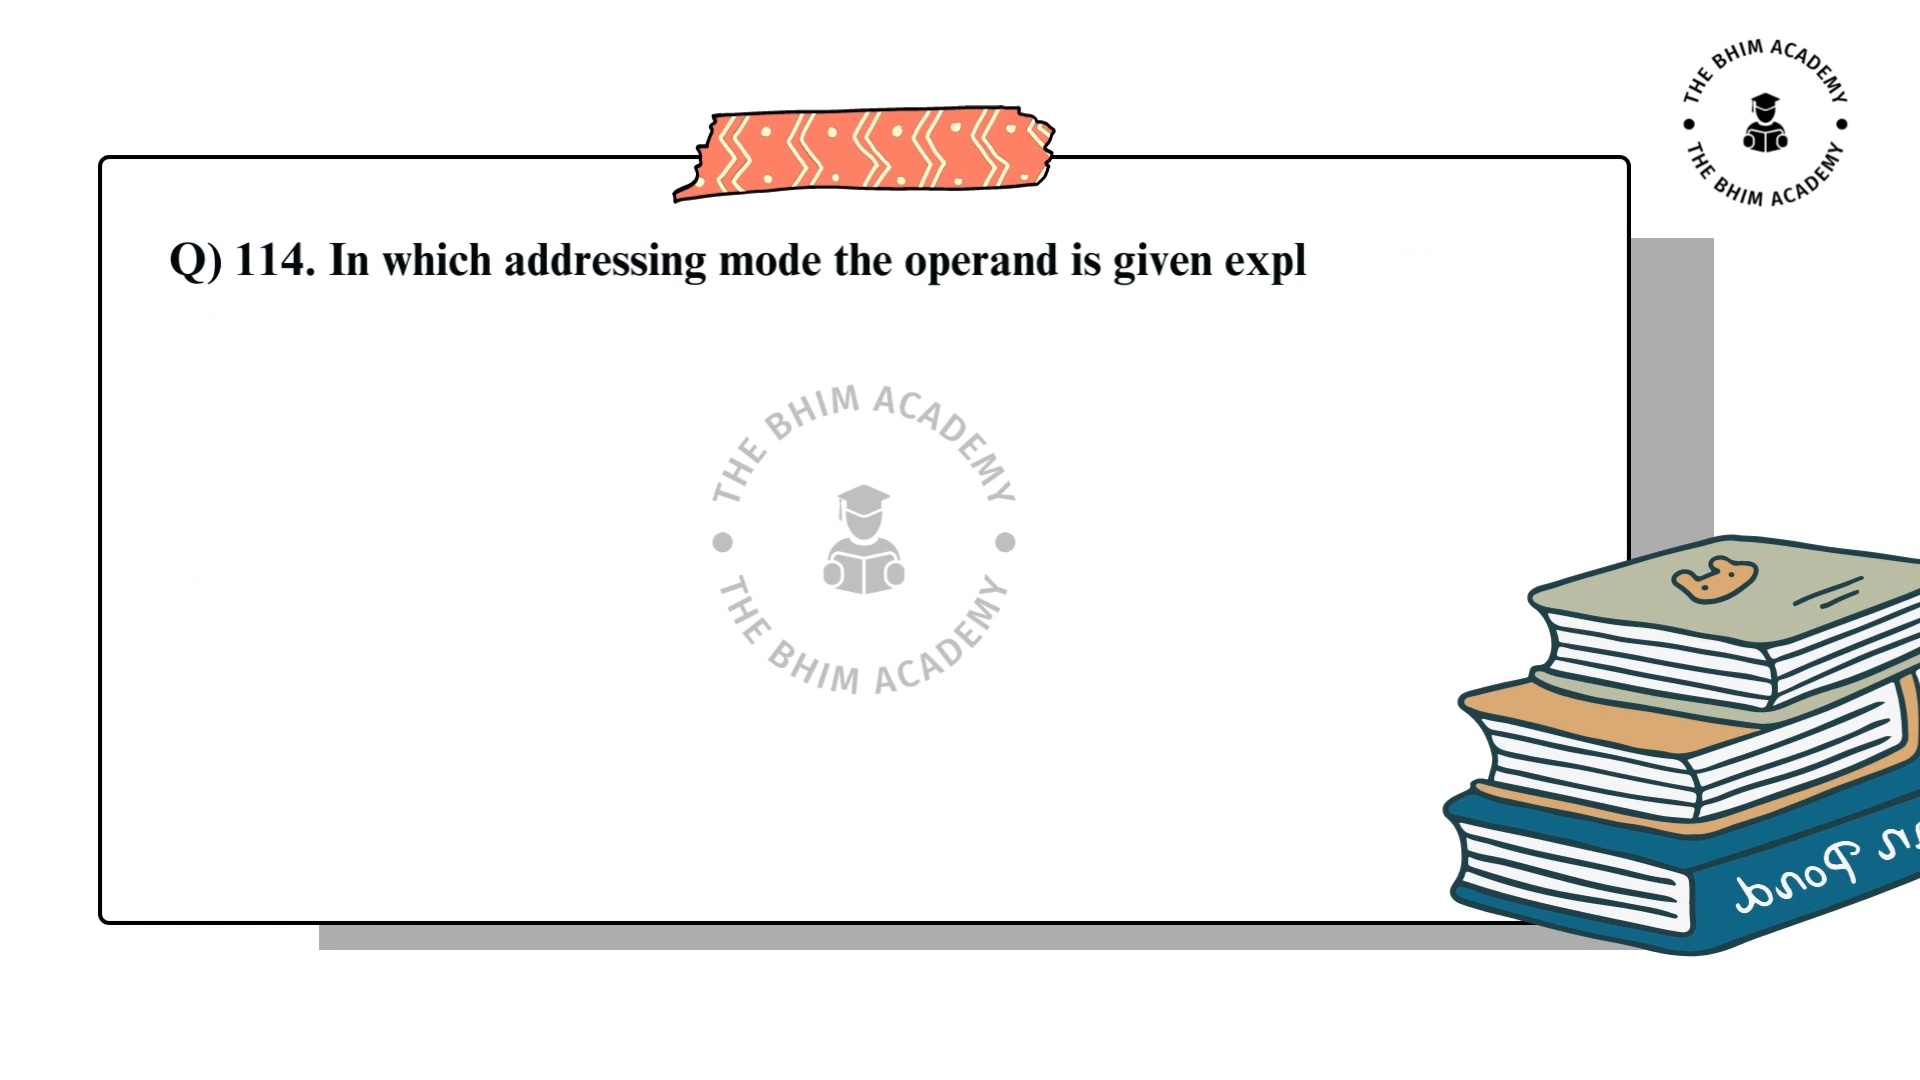 THE BHIM ACADEMY
THE BHIM ACADEMY
Q) 114. In which addressing mode the operand is given expl
THE BHIM ACADEMY
THE BHIM ACADEMY